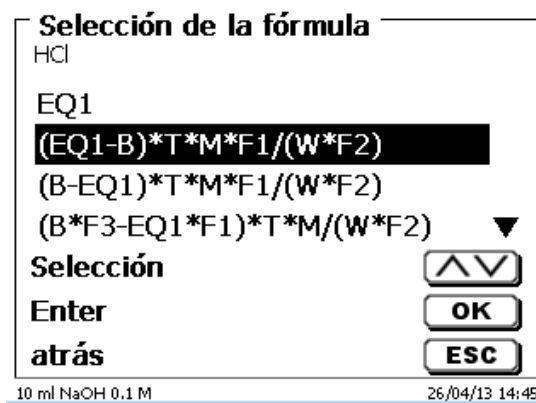 Selección de la fórmula
HCl
EQ1
(EQ1-B)*T*M*F1/(W*F2)
(B-EQ1)*T*M*F1/(W*F2)
(B*F3-EQ1*F1)*T*M/(W*F2)
Selección
Enter OK
atrás ESC
10 ml NaOH 0.1 M 26/04/13 14:45